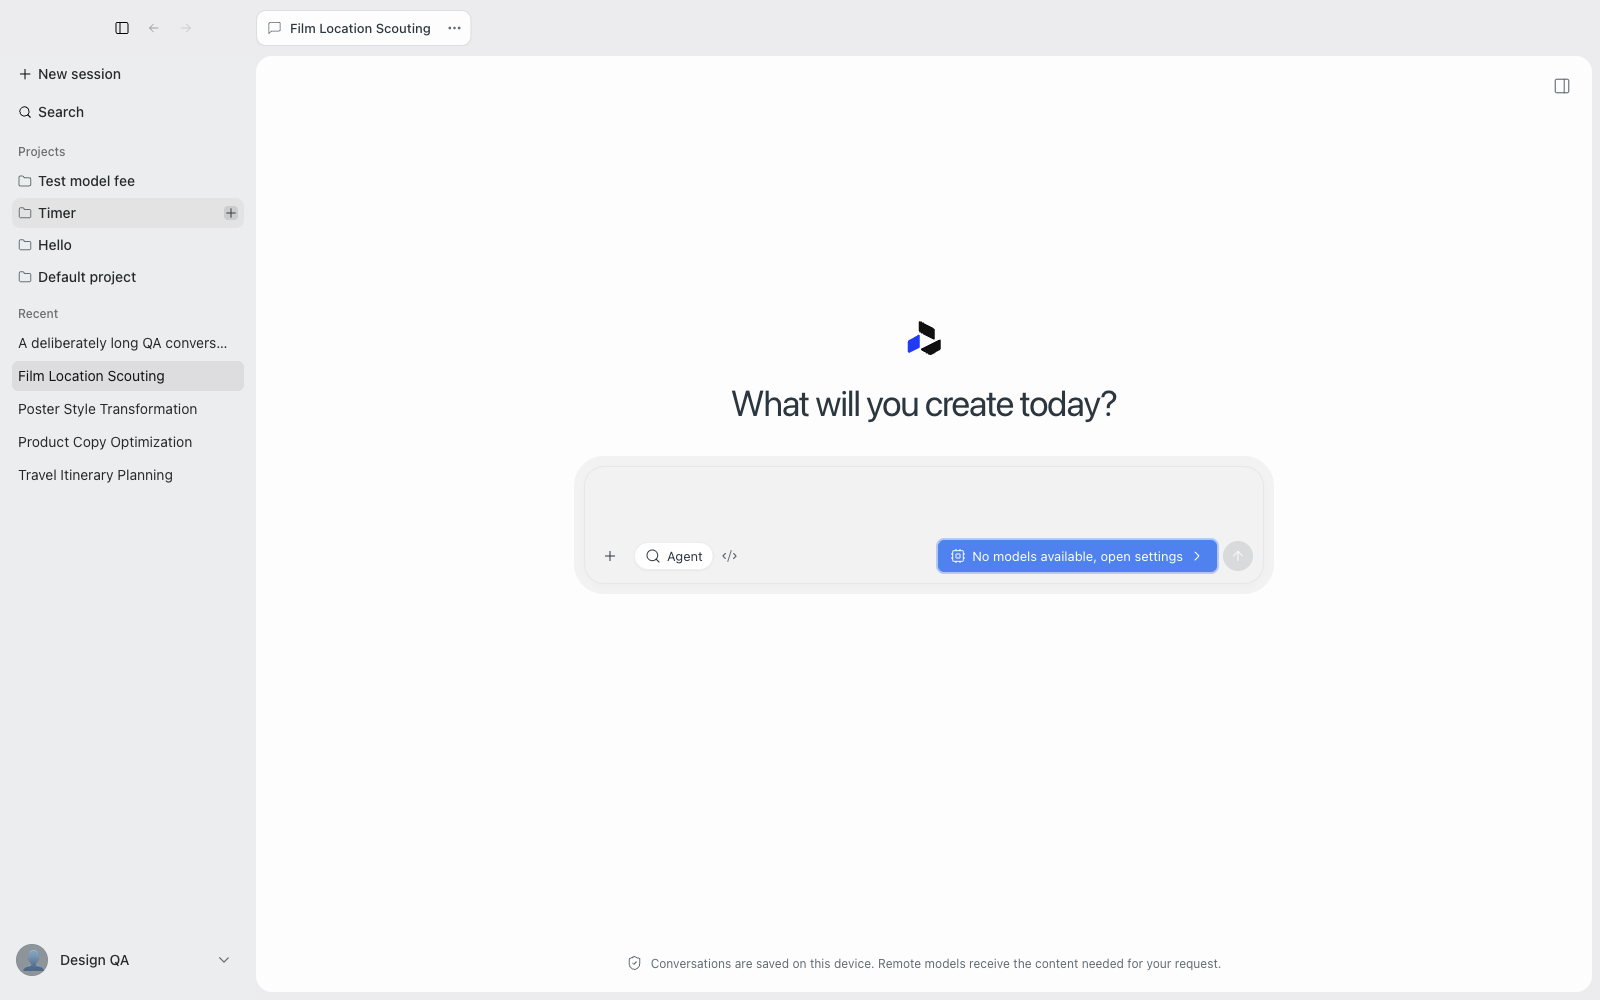 Film Location Scouting
New session
Search
Projects
Test model fee
Timer
Hello
Default project
Recent
A deliberately long QA convers...
Film Location Scouting
Poster Style Transformation
Product Copy Optimization
Travel Itinerary Planning
Design QA
What will you create today?
Agent
No models available, open settings
Conversations are saved on this device. Remote models receive the content needed for your request.